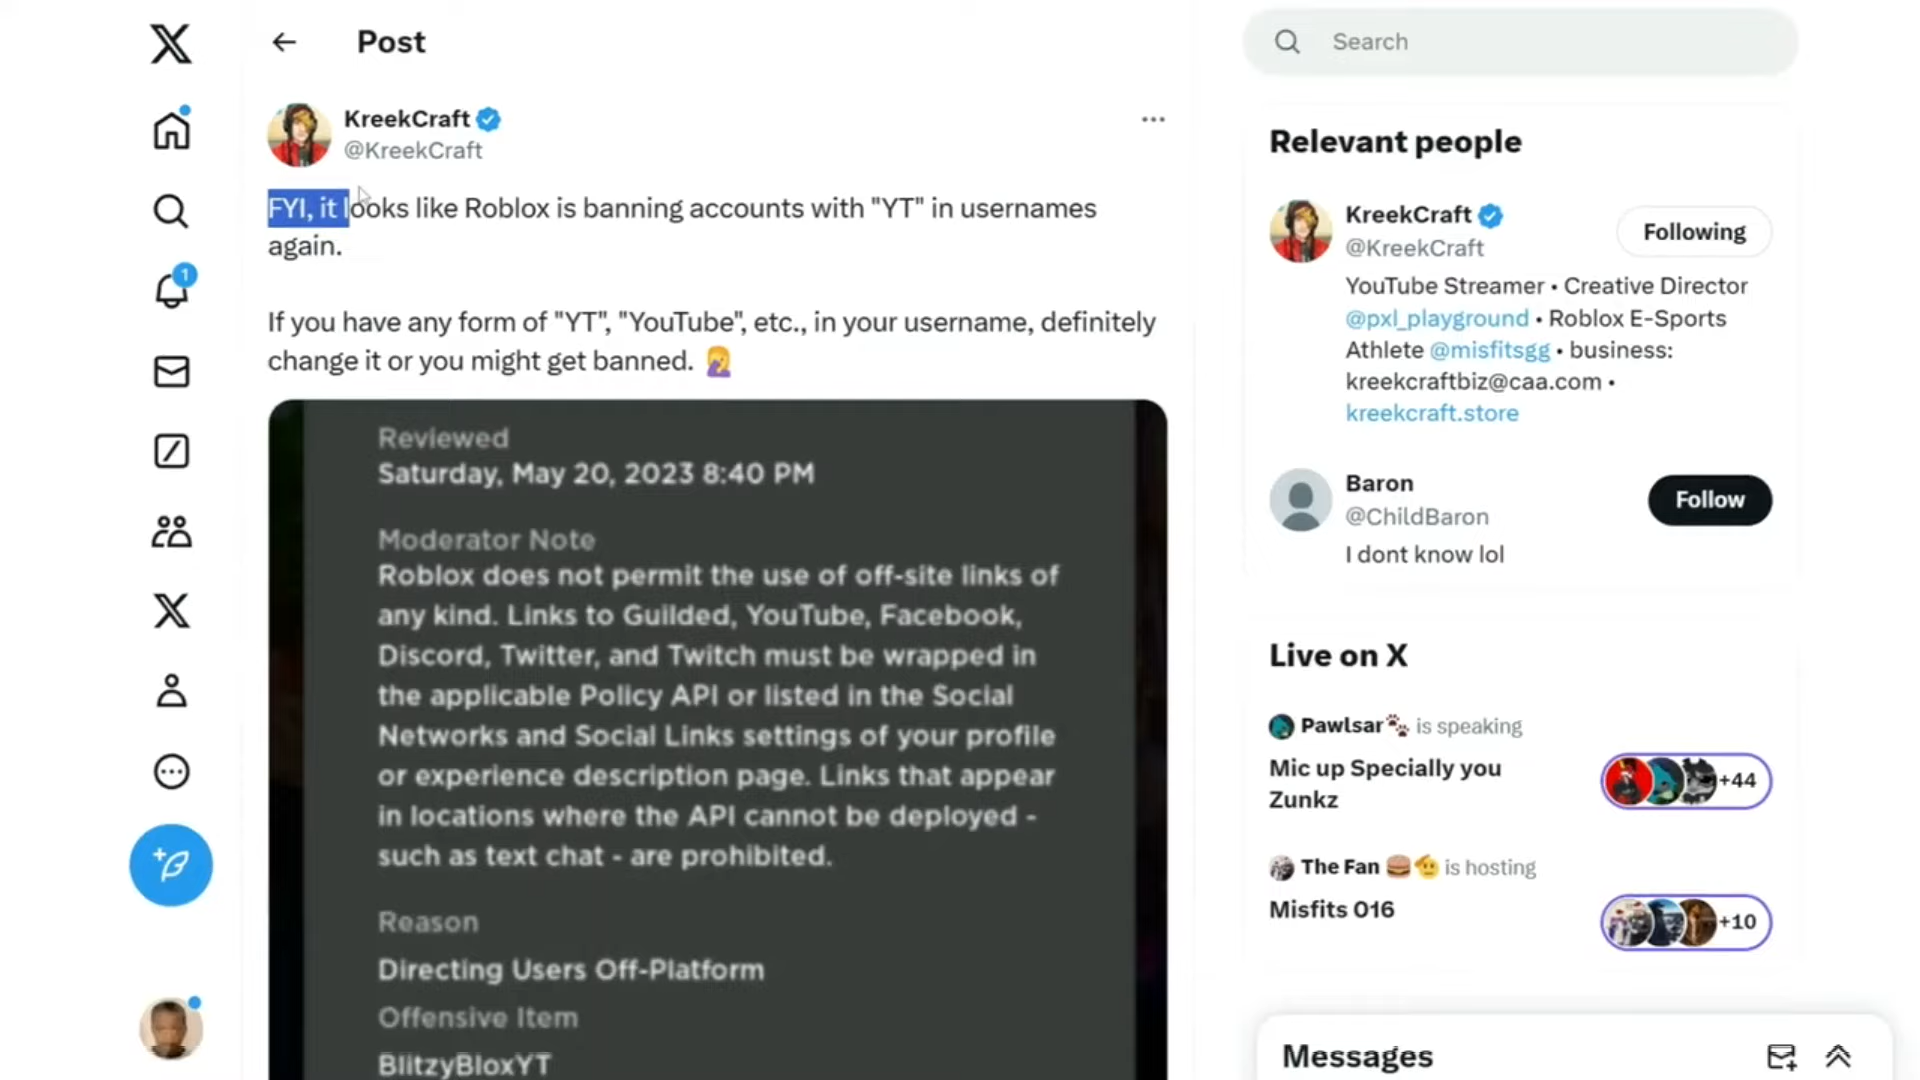 Post
Search
KreekCraft
@KreekCraft
FYI, it looks like Roblox is banning accounts with "YT" in usernames
again.
If you have any form of "YT", "YouTube", etc., in your username, definitely
change it or you might get banned. 🤦
Reviewed
Saturday, May 20, 2023 8:40 PM
Moderator Note
Roblox does not permit the use of off-site links of
any kind. Links to Guilded, YouTube, Facebook,
Discord, Twitter, and Twitch must be wrapped in
the applicable Policy API or listed in the Social
Networks and Social Links settings of your profile
or experience description page. Links that appear
in locations where the API cannot be deployed -
such as text chat - are prohibited.
Reason
Directing Users Off-Platform
Offensive Item
BlitzyBloxYT
1
Relevant people
KreekCraft
@KreekCraft
Following
YouTube Streamer • Creative Director
@pxl_playground • Roblox E-Sports
Athlete @misfitsgg • business:
kreekcraftbiz@caa.com •
kreekcraft.store
Baron
@ChildBaron
Follow
I dont know lol
Live on X
Pawlsar🐾 is speaking
Mic up Specially you
Zunkz
+44
The Fan 🍔🫡 is hosting
Misfits 016
+10
Messages